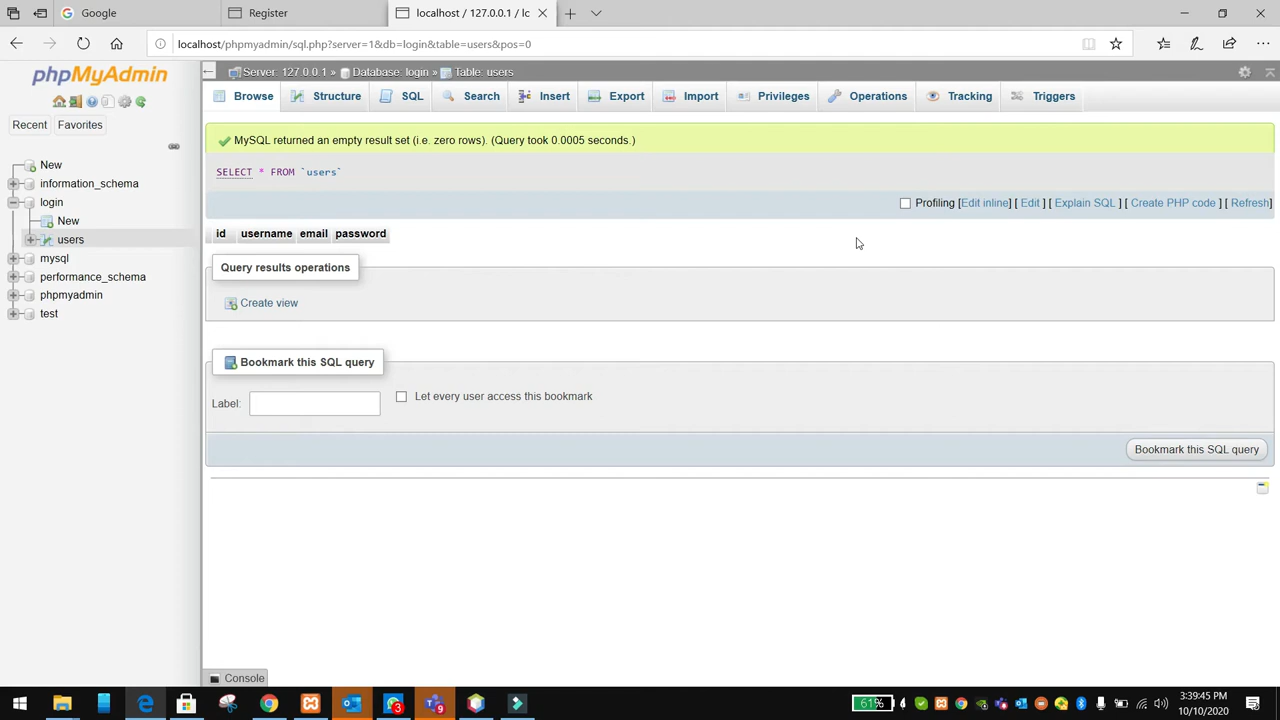 Google
Register
localhost / 127.0.0.1 / lc
localhost/phpmyadmin/sql.php?server=1&db=login&table=users&pos=0
phpMyAdmin
Server: 127.0.0.1 » Database: login » Table: users
Browse Structure SQL Search Insert Export Import Privileges Operations Tracking Triggers
Recent Favorites
New
information_schema
login
New
users
mysql
performance_schema
phpmyadmin
test
MySQL returned an empty result set (i.e. zero rows). (Query took 0.0005 seconds.)
SELECT * FROM `users`
Profiling [Edit inline] [ Edit ] [ Explain SQL ] [ Create PHP code ] [ Refresh]
id username email password
Query results operations
Create view
Bookmark this SQL query
Label:
Let every user access this bookmark
Bookmark this SQL query
Console
3
9
61%
3:39:45 PM
10/10/2020